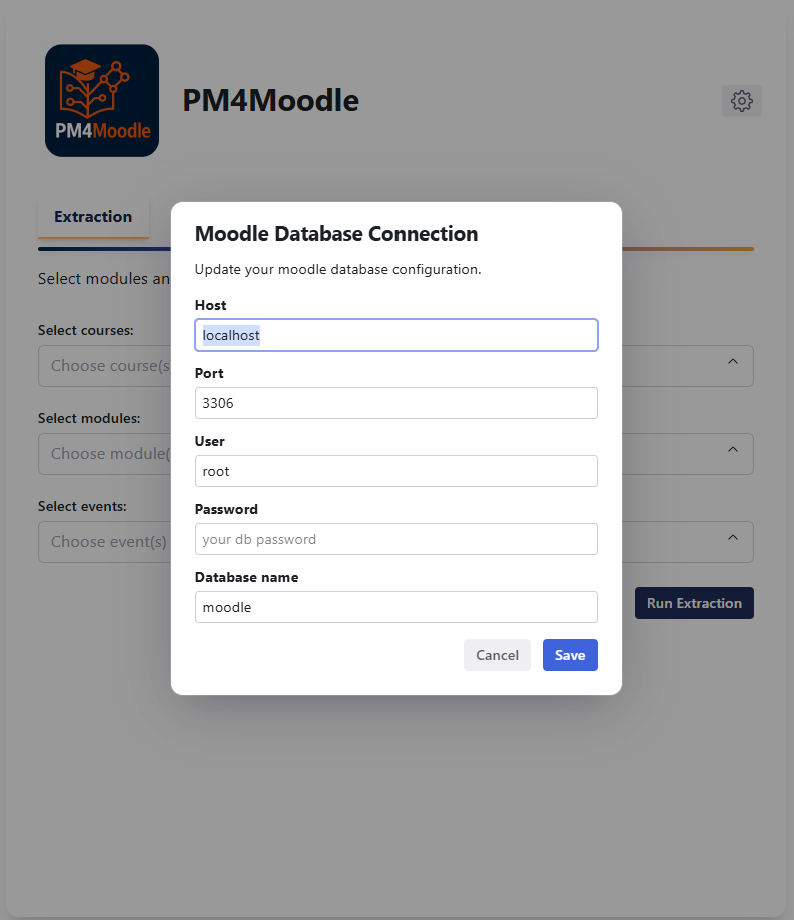 PM4Moodle
PM4Moodle
Extraction
Select modules an
Select courses:
Choose course(s
Select modules:
Choose module(
Select events:
Choose event(s)
Run Extraction
Moodle Database Connection
Update your moodle database configuration.
Host
localhost
Port
3306
User
root
Password
your db password
Database name
moodle
Cancel
Save